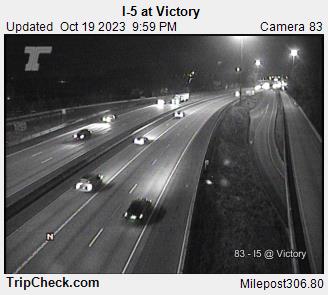 I-5 at Victory
Updated Oct 19 2023 9:59 PM Camera 83
T
N
83 - I5 @ Victory
TripCheck.com Milepost306.80